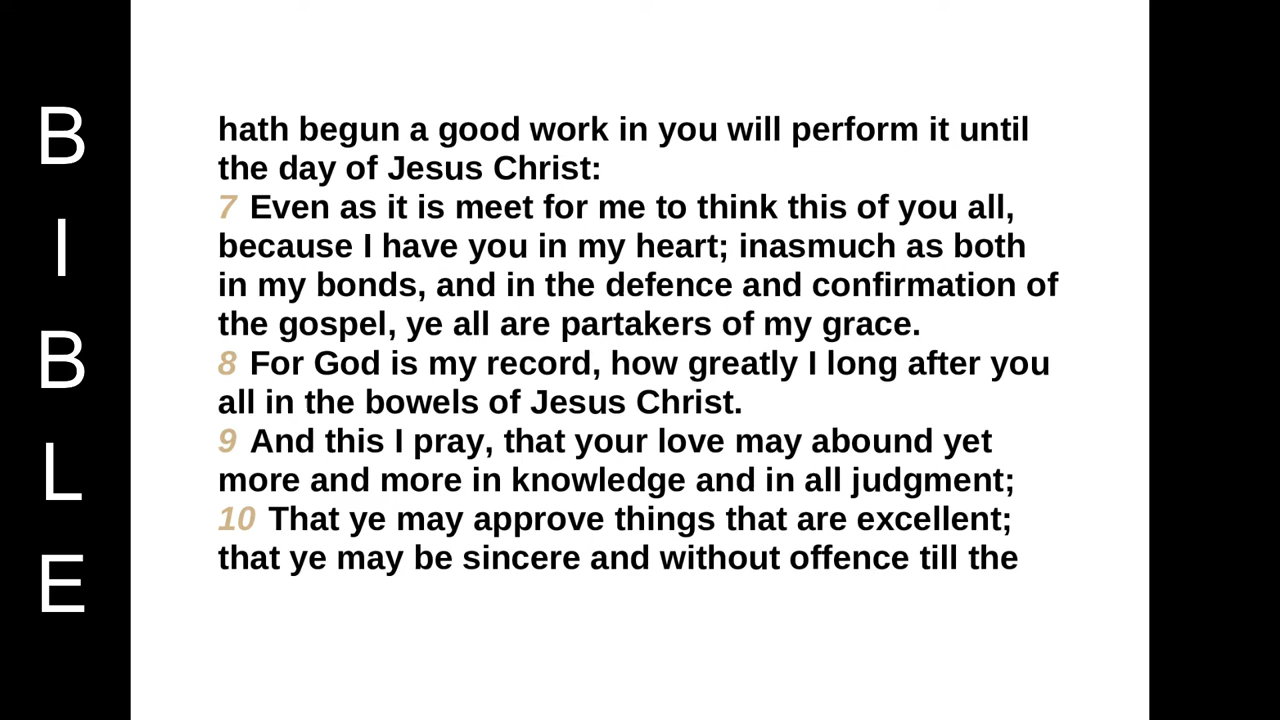 BIBLE
hath begun a good work in you will perform it until
the day of Jesus Christ:
7 Even as it is meet for me to think this of you all,
because I have you in my heart; inasmuch as both
in my bonds, and in the defence and confirmation of
the gospel, ye all are partakers of my grace.
8 For God is my record, how greatly I long after you
all in the bowels of Jesus Christ.
9 And this I pray, that your love may abound yet
more and more in knowledge and in all judgment;
10 That ye may approve things that are excellent;
that ye may be sincere and without offence till the